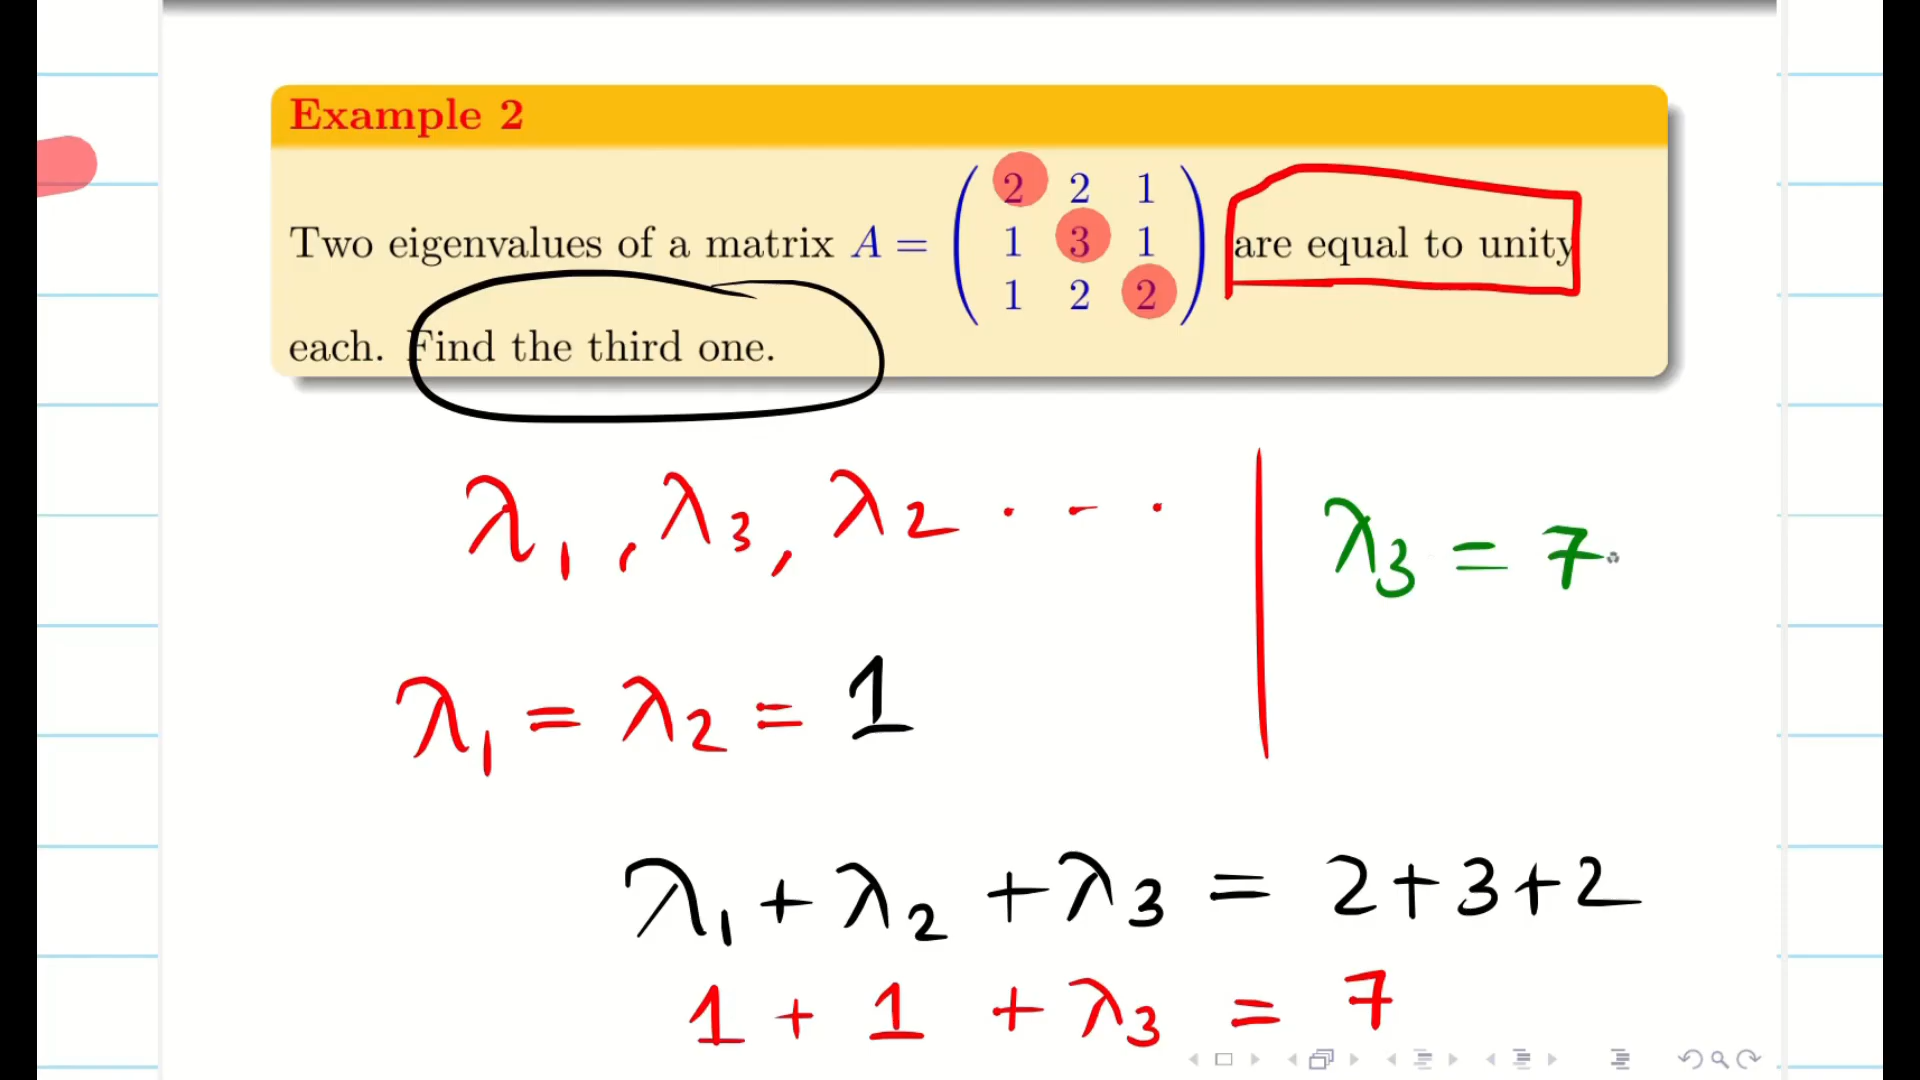 Example 2
Two eigenvalues of a matrix A = ( 2 2 1
1 3 1
1 2 2 ) are equal to unity
each. Find the third one.
λ₁, λ₃, λ₂ . - .
λ₃ = 7
λ₁ = λ₂ = 1
λ₁ + λ₂ + λ₃ = 2+3+2
1 + 1 + λ₃ = 7